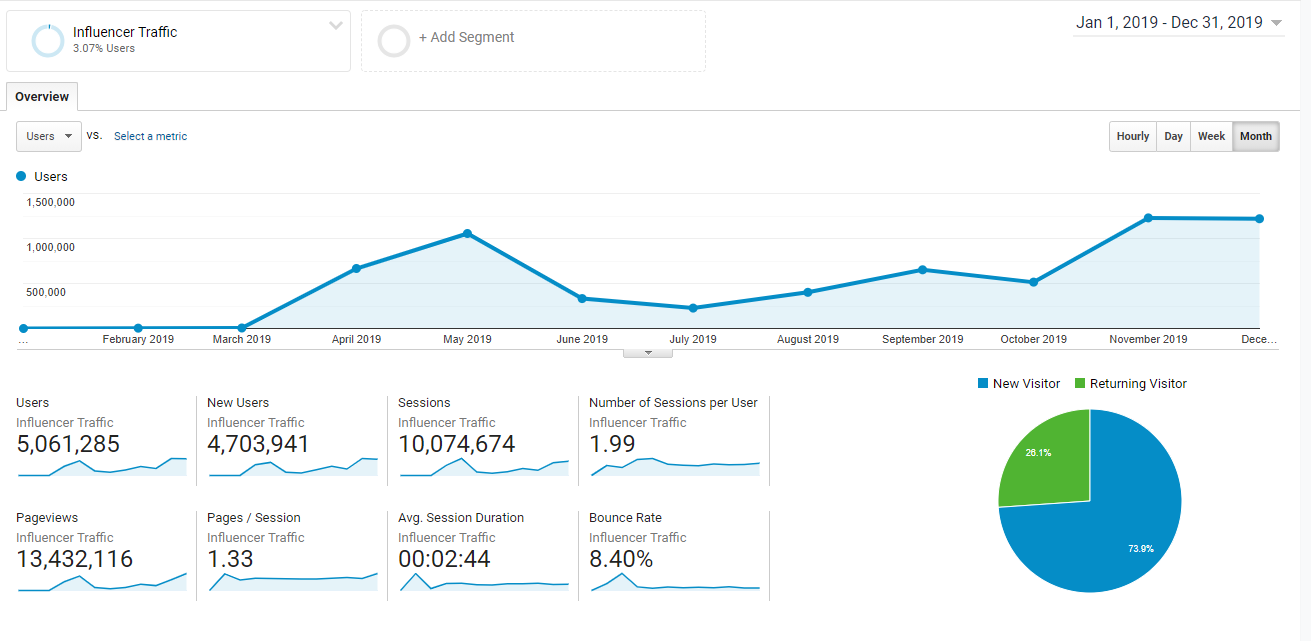 Influencer Traffic
3.07% Users
+ Add Segment
Jan 1, 2019 - Dec 31, 2019
Overview
Users
VS.
Select a metric
Hourly
Day
Week
Month
Users
1,500,000
1,000,000
500,000
...
February 2019
March 2019
April 2019
May 2019
June 2019
July 2019
August 2019
September 2019
October 2019
November 2019
Dece...
New Visitor
Returning Visitor
Users
Influencer Traffic
5,061,285
New Users
Influencer Traffic
4,703,941
Sessions
Influencer Traffic
10,074,674
Number of Sessions per User
Influencer Traffic
1.99
Pageviews
Influencer Traffic
13,432,116
Pages / Session
Influencer Traffic
1.33
Avg. Session Duration
Influencer Traffic
00:02:44
Bounce Rate
Influencer Traffic
8.40%
26.1%
73.9%